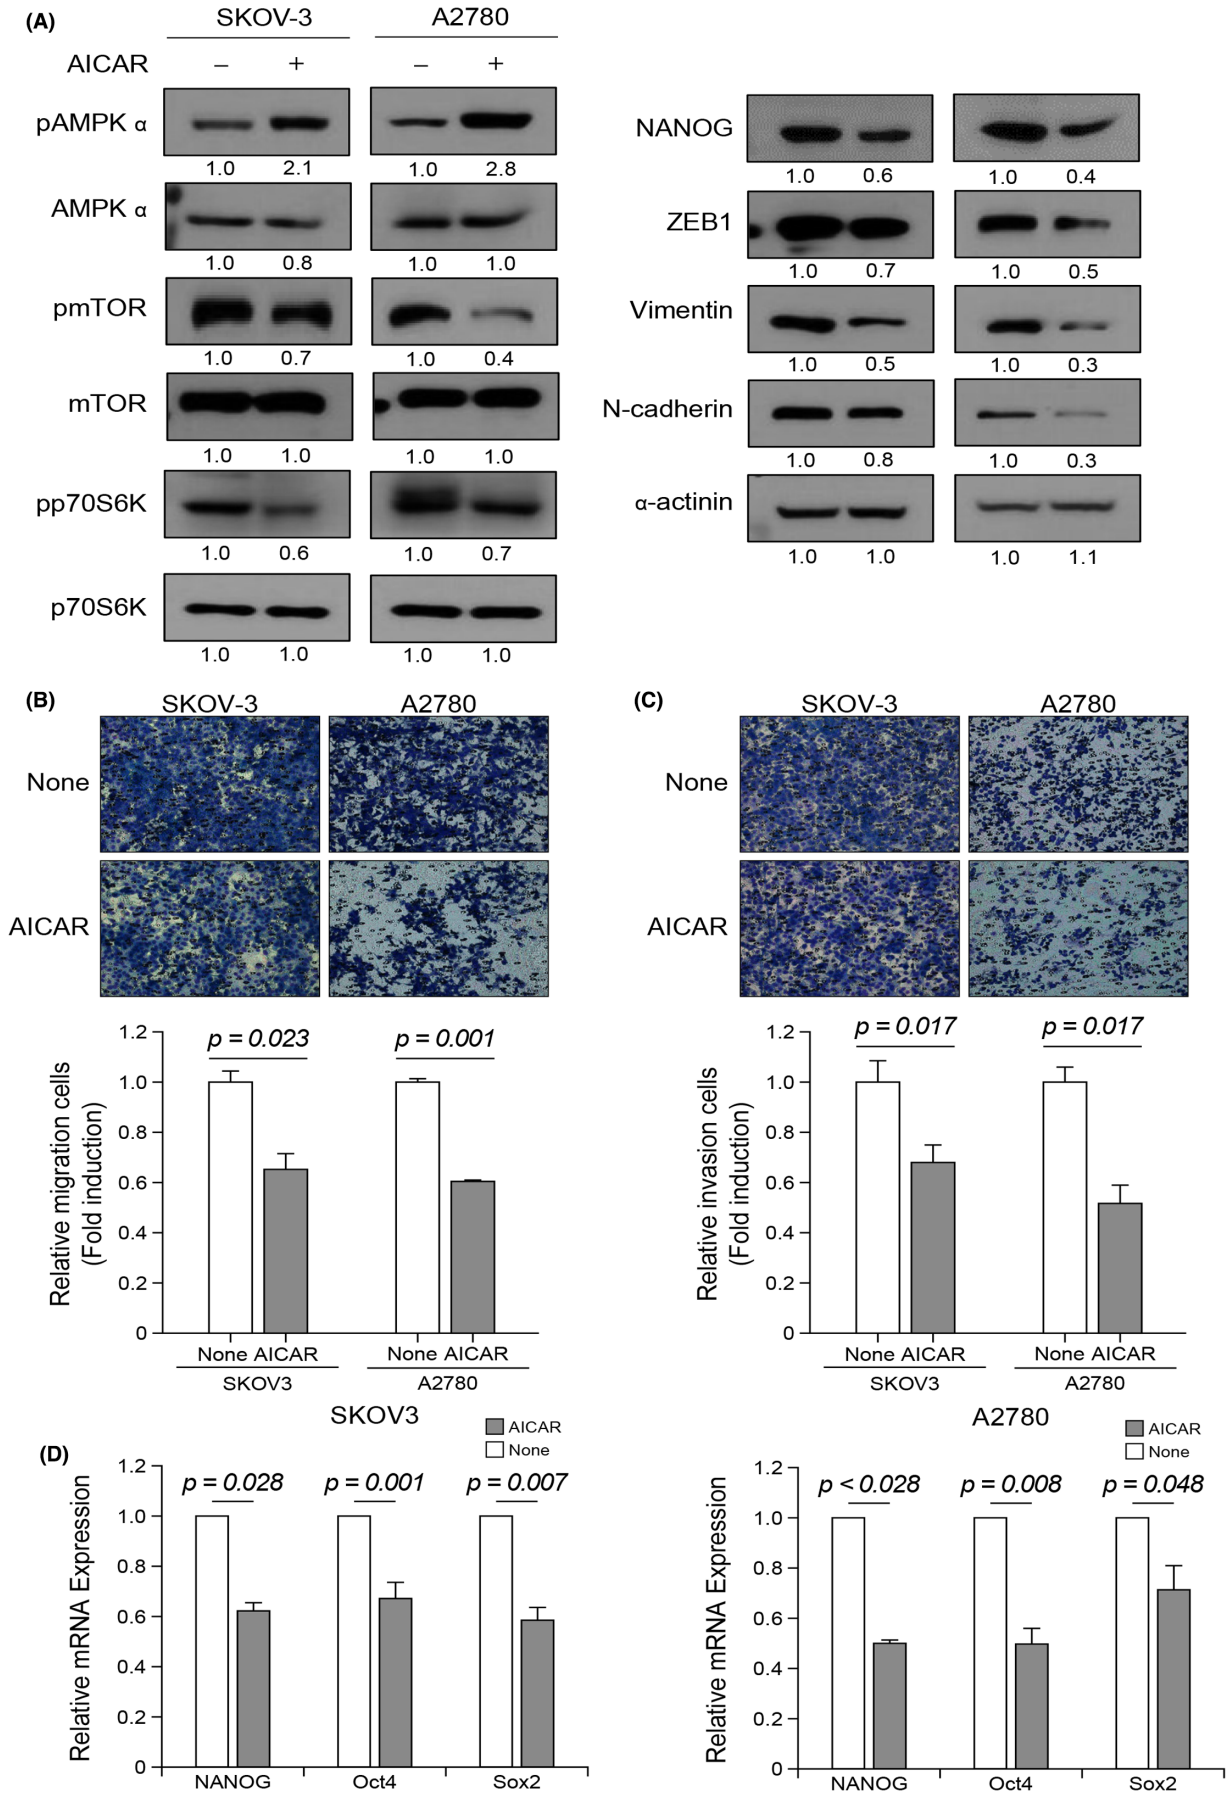 (A)
SKOV-3 A2780
AICAR – + – +
pAMPK α
1.0 2.1 1.0 2.8
AMPK α
1.0 0.8 1.0 1.0
pmTOR
1.0 0.7 1.0 0.4
mTOR
1.0 1.0 1.0 1.0
pp70S6K
1.0 0.6 1.0 0.7
p70S6K
1.0 1.0 1.0 1.0
NANOG
1.0 0.6 1.0 0.4
ZEB1
1.0 0.7 1.0 0.5
Vimentin
1.0 0.5 1.0 0.3
N-cadherin
1.0 0.8 1.0 0.3
α-actinin
1.0 1.0 1.0 1.1
(B)
SKOV-3 A2780
None
AICAR
Relative migration cells
(Fold induction)
1.2
1.0
0.8
0.6
0.4
0.2
0
p = 0.023 p = 0.001
None AICAR None AICAR
SKOV3 A2780
(C)
SKOV-3 A2780
None
AICAR
Relative invasion cells
(Fold induction)
1.2
1.0
0.8
0.6
0.4
0.2
0
p = 0.017 p = 0.017
None AICAR None AICAR
SKOV3 A2780
(D)
SKOV3
AICAR
None
Relative mRNA Expression
1.2
1.0
0.8
0.6
0.4
0.2
0
p = 0.028 p = 0.001 p = 0.007
NANOG Oct4 Sox2
A2780
AICAR
None
Relative mRNA Expression
1.2
1.0
0.8
0.6
0.4
0.2
0
p < 0.028 p = 0.008 p = 0.048
NANOG Oct4 Sox2